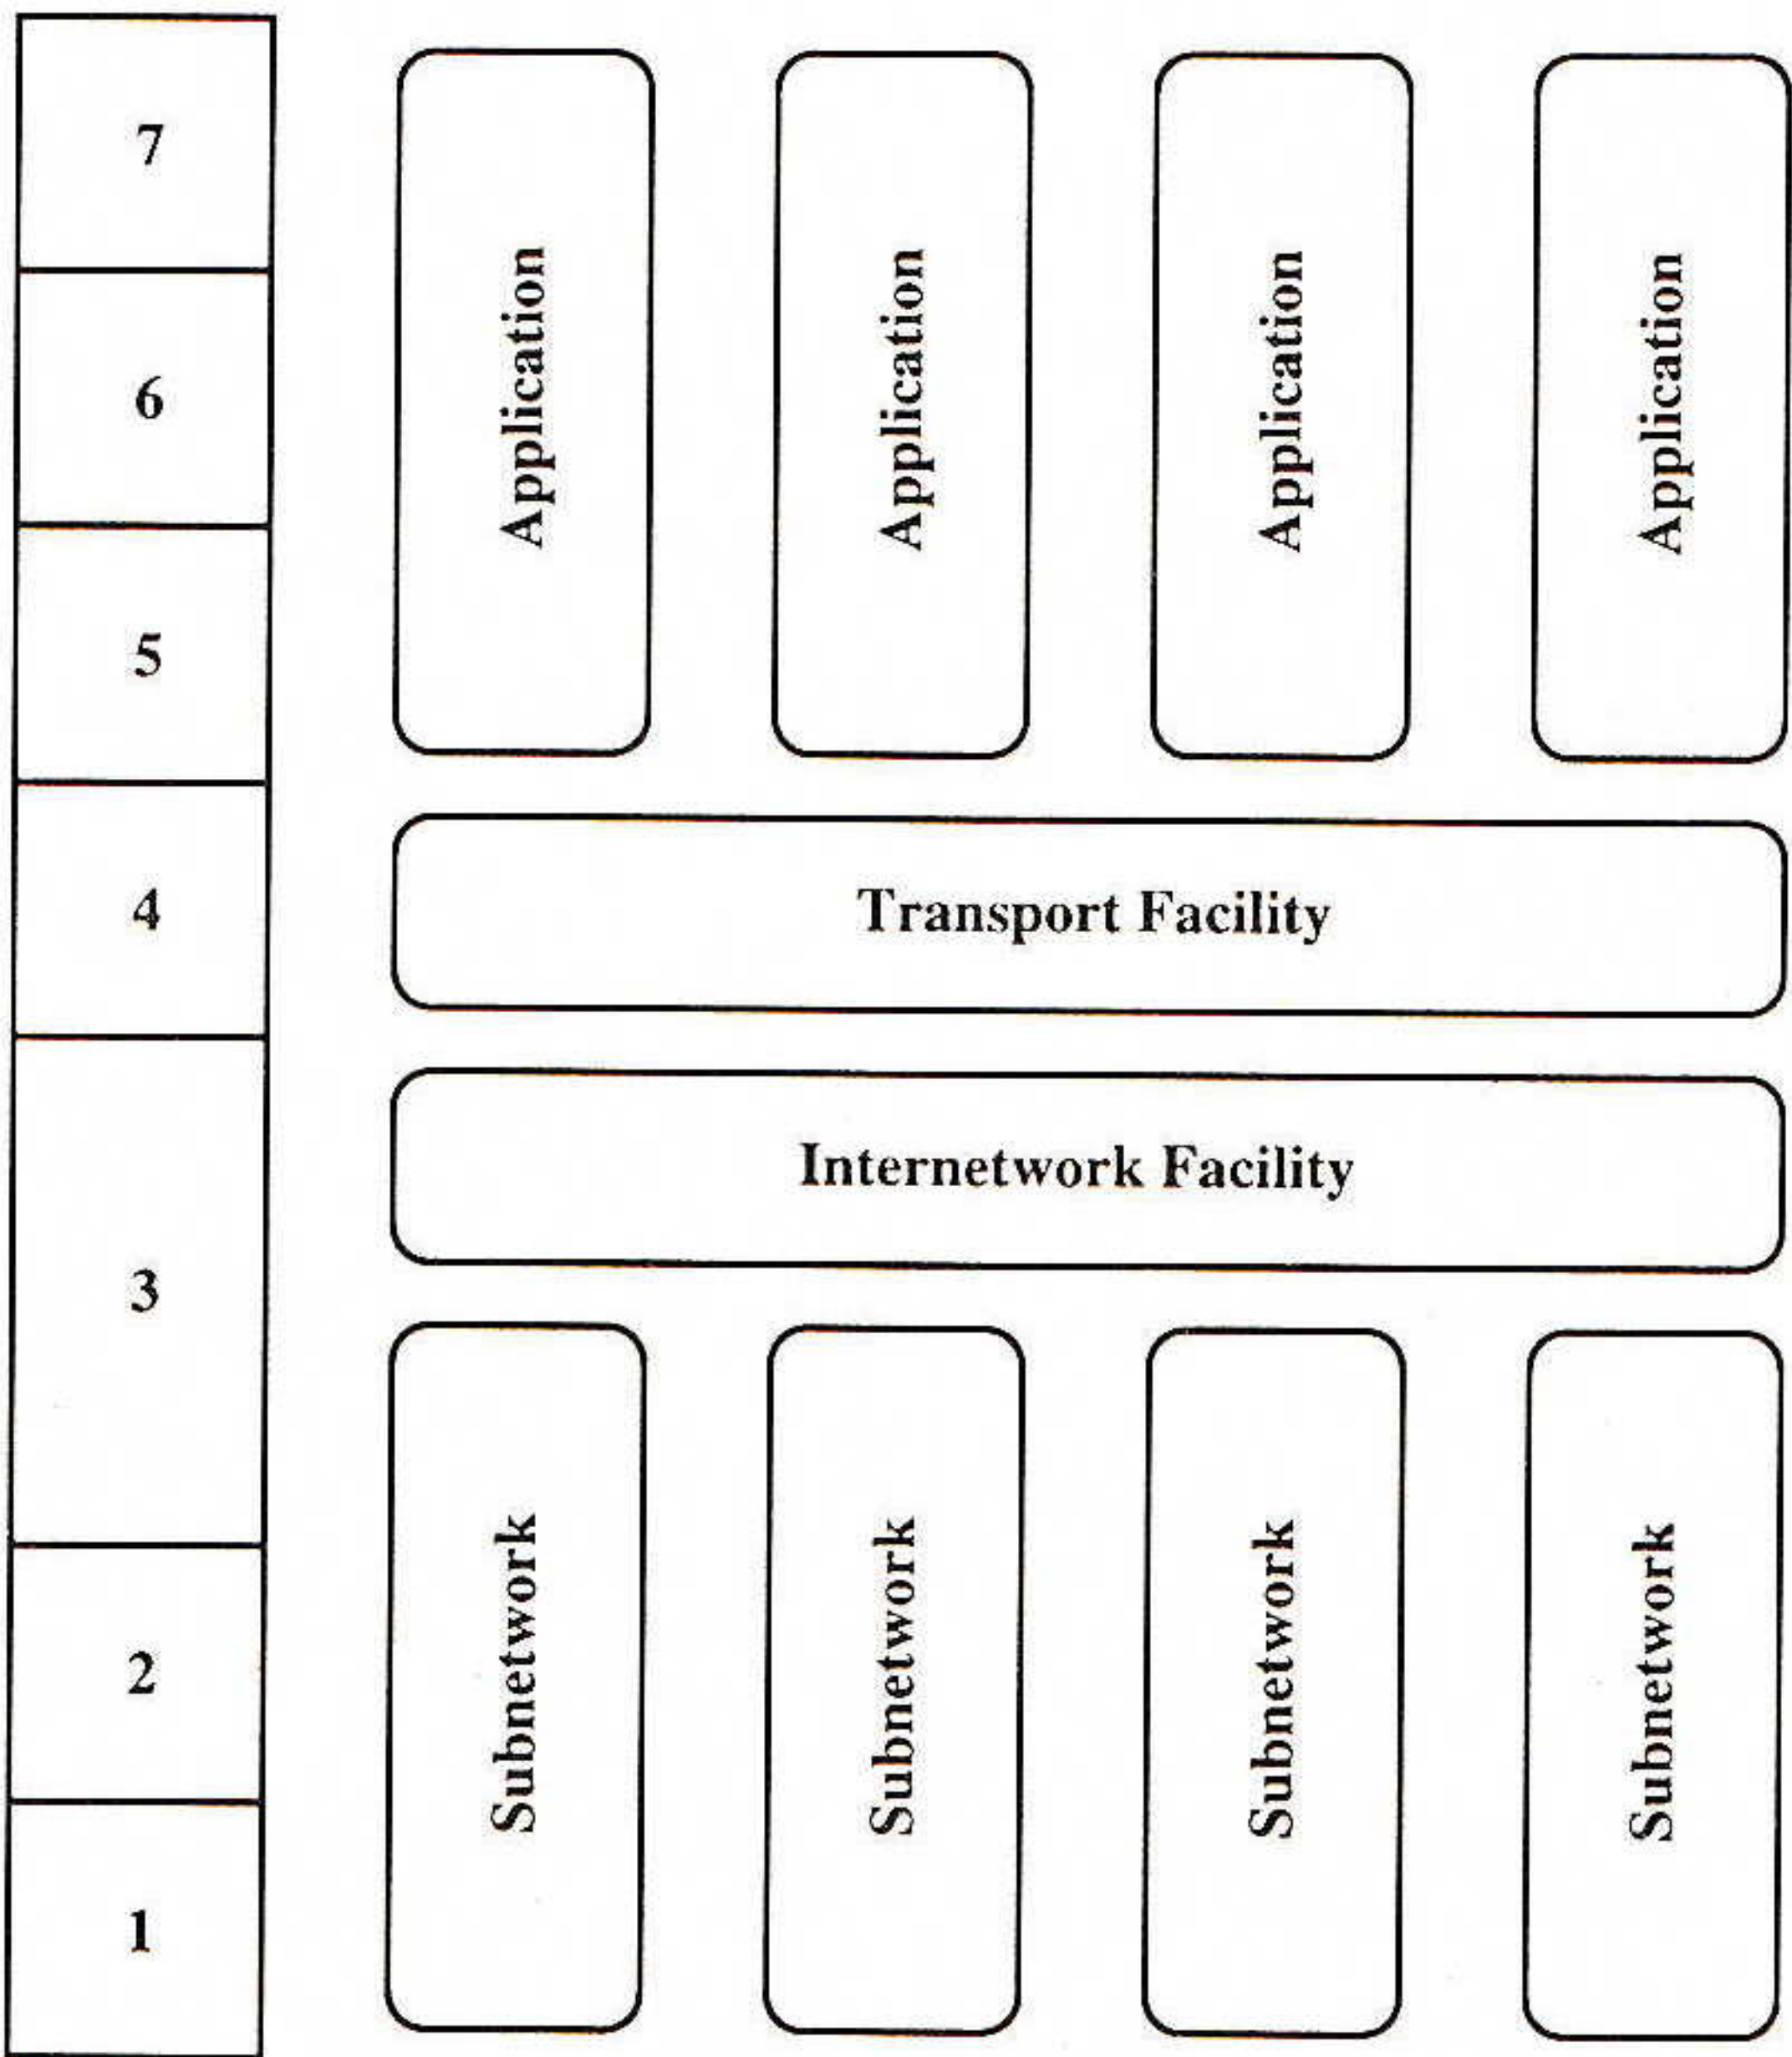 7
6
5
4
3
2
1
Application
Application
Application
Application
Transport Facility
Internetwork Facility
Subnetwork
Subnetwork
Subnetwork
Subnetwork